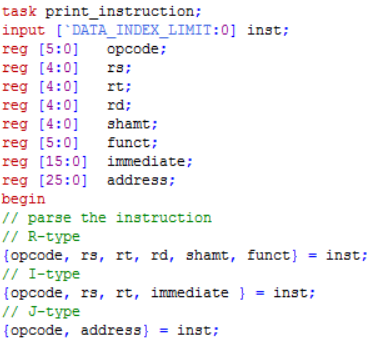 task print_instruction;
input [`DATA_INDEX_LIMIT:0] inst;
reg [5:0] opcode;
reg [4:0] rs;
reg [4:0] rt;
reg [4:0] rd;
reg [4:0] shamt;
reg [5:0] funct;
reg [15:0] immediate;
reg [25:0] address;
begin
// parse the instruction
// R-type
{opcode, rs, rt, rd, shamt, funct} = inst;
// I-type
{opcode, rs, rt, immediate } = inst;
// J-type
{opcode, address} = inst;